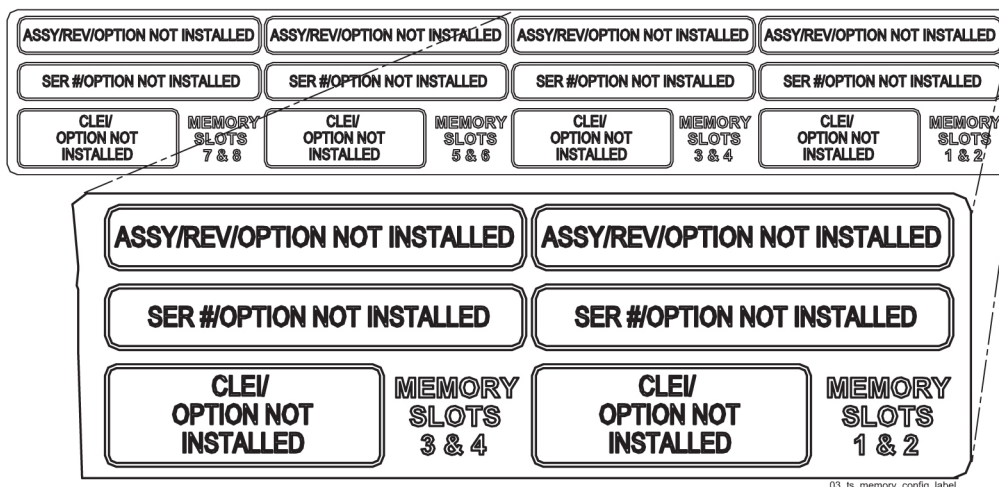 ASSY/REV/OPTION NOT INSTALLED ASSY/REV/OPTION NOT INSTALLED ASSY/REV/OPTION NOT INSTALLED ASSY/REV/OPTION NOT INSTALLED
SER #/OPTION NOT INSTALLED SER #/OPTION NOT INSTALLED SER #/OPTION NOT INSTALLED SER #/OPTION NOT INSTALLED
CLEI/
OPTION NOT
INSTALLED
MEMORY
SLOTS
7 & 8
CLEI/
OPTION NOT
INSTALLED
MEMORY
SLOTS
5 & 6
CLEI/
OPTION NOT
INSTALLED
MEMORY
SLOTS
3 & 4
CLEI/
OPTION NOT
INSTALLED
MEMORY
SLOTS
1 & 2
ASSY/REV/OPTION NOT INSTALLED ASSY/REV/OPTION NOT INSTALLED
SER #/OPTION NOT INSTALLED SER #/OPTION NOT INSTALLED
CLEI/
OPTION NOT
INSTALLED
MEMORY
SLOTS
3 & 4
CLEI/
OPTION NOT
INSTALLED
MEMORY
SLOTS
1 & 2
03_ts_memory_config_label